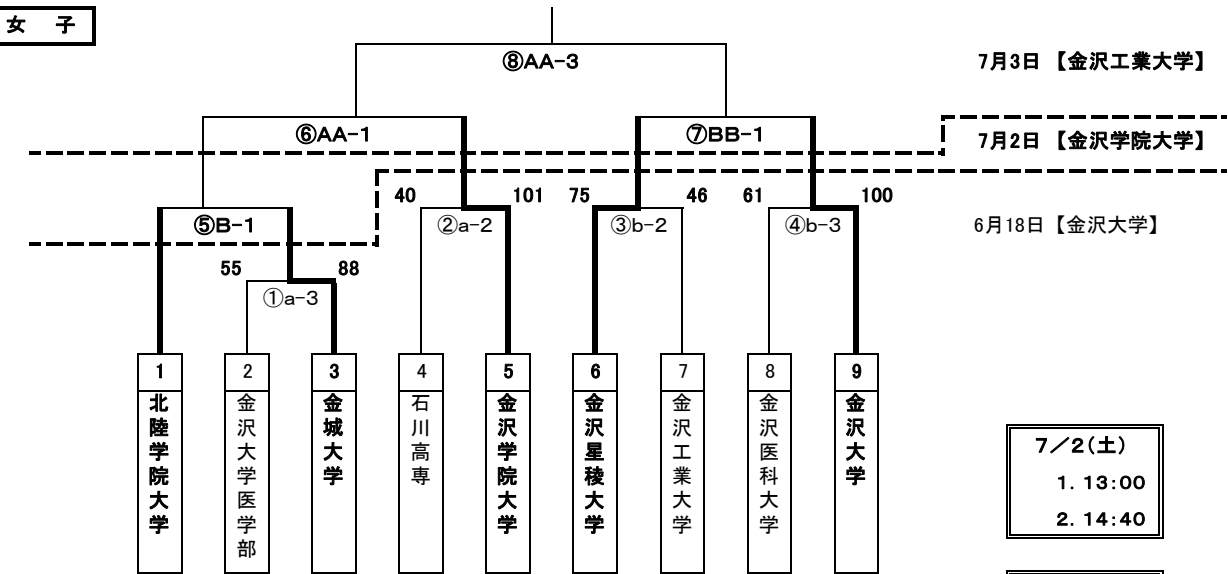 女 子
⑧AA-3
7月3日 【金沢工業大学】
⑥AA-1
⑦BB-1
7月2日 【金沢学院大学】
40
101
75
46
61
100
⑤B-1
②a-2
③b-2
④b-3
6月18日 【金沢大学】
55
88
①a-3
1
2
3
4
5
6
7
8
9
北陸学院大学
金沢大学医学部
金城大学
石川高専
金沢学院大学
金沢星稜大学
金沢工業大学
金沢医科大学
金沢大学
7/2(土)
1. 13:00
2. 14:40